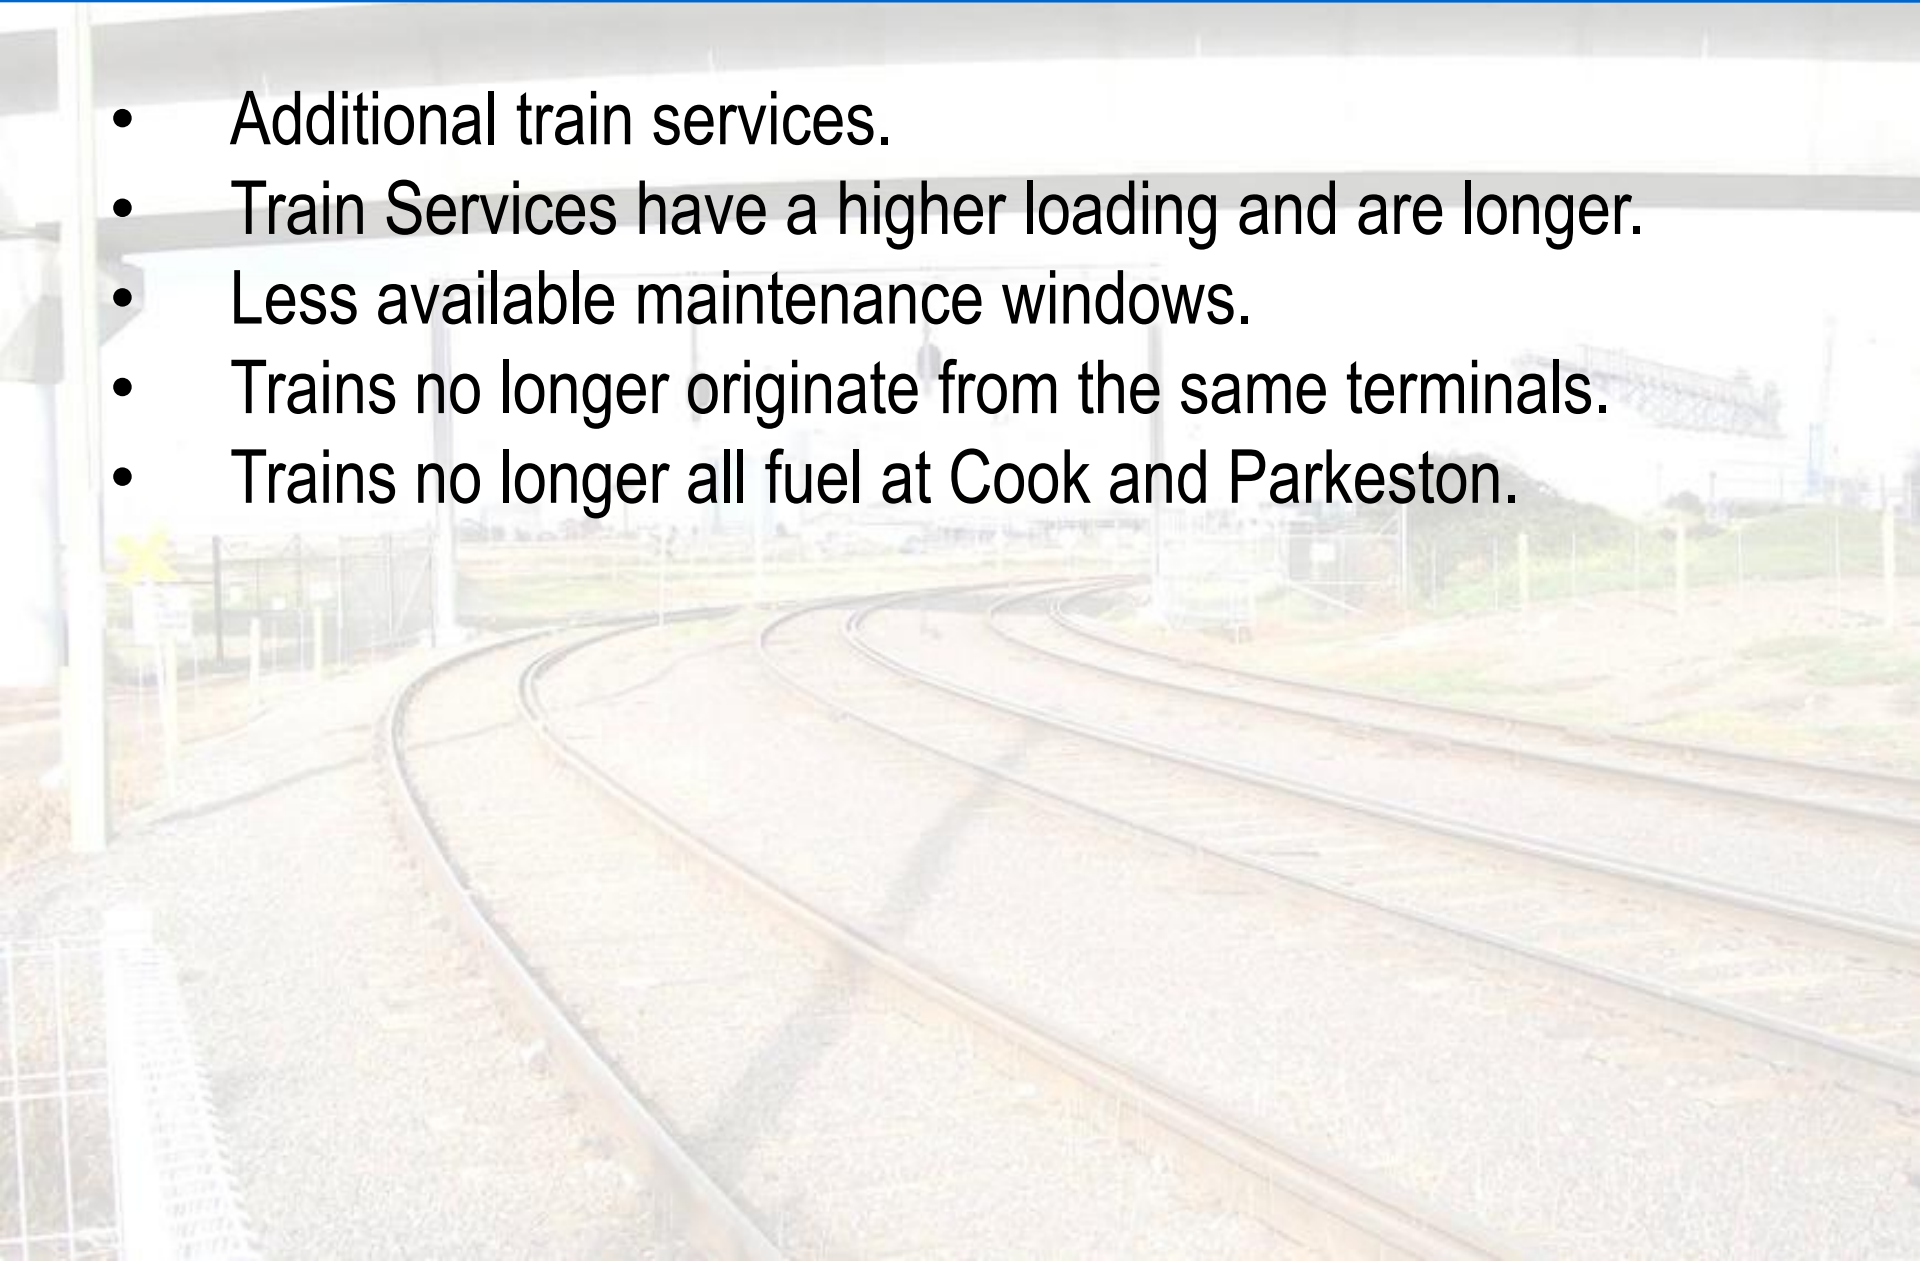 • Additional train services.
• Train Services have a higher loading and are longer.
• Less available maintenance windows.
• Trains no longer originate from the same terminals.
• Trains no longer all fuel at Cook and Parkeston.